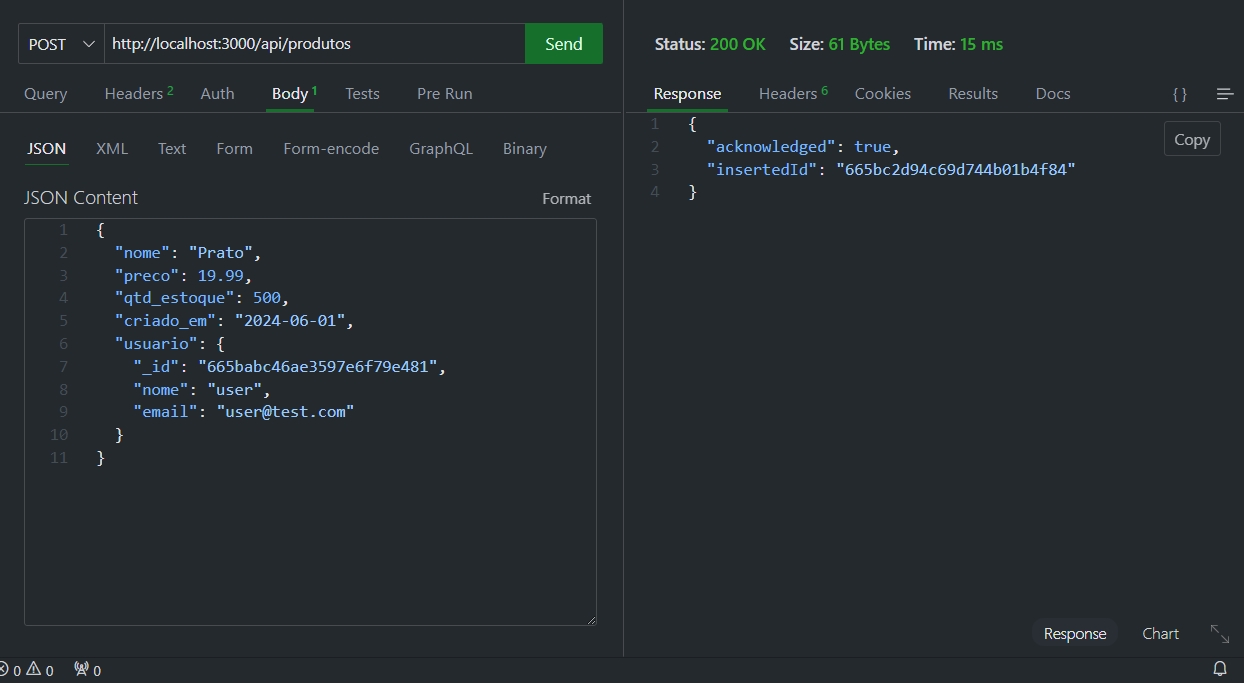 POST http://localhost:3000/api/produtos Send
Query Headers 2 Auth Body 1 Tests Pre Run
JSON XML Text Form Form-encode GraphQL Binary
JSON Content Format
1 {
2 "nome": "Prato",
3 "preco": 19.99,
4 "qtd_estoque": 500,
5 "criado_em": "2024-06-01",
6 "usuario": {
7 "_id": "665babc46ae3597e6f79e481",
8 "nome": "user",
9 "email": "user@test.com"
10 }
11 }
Status: 200 OK Size: 61 Bytes Time: 15 ms
Response Headers 6 Cookies Results Docs { }
Copy
1 {
2 "acknowledged": true,
3 "insertedId": "665bc2d94c69d744b01b4f84"
4 }
Response Chart
0 0 0